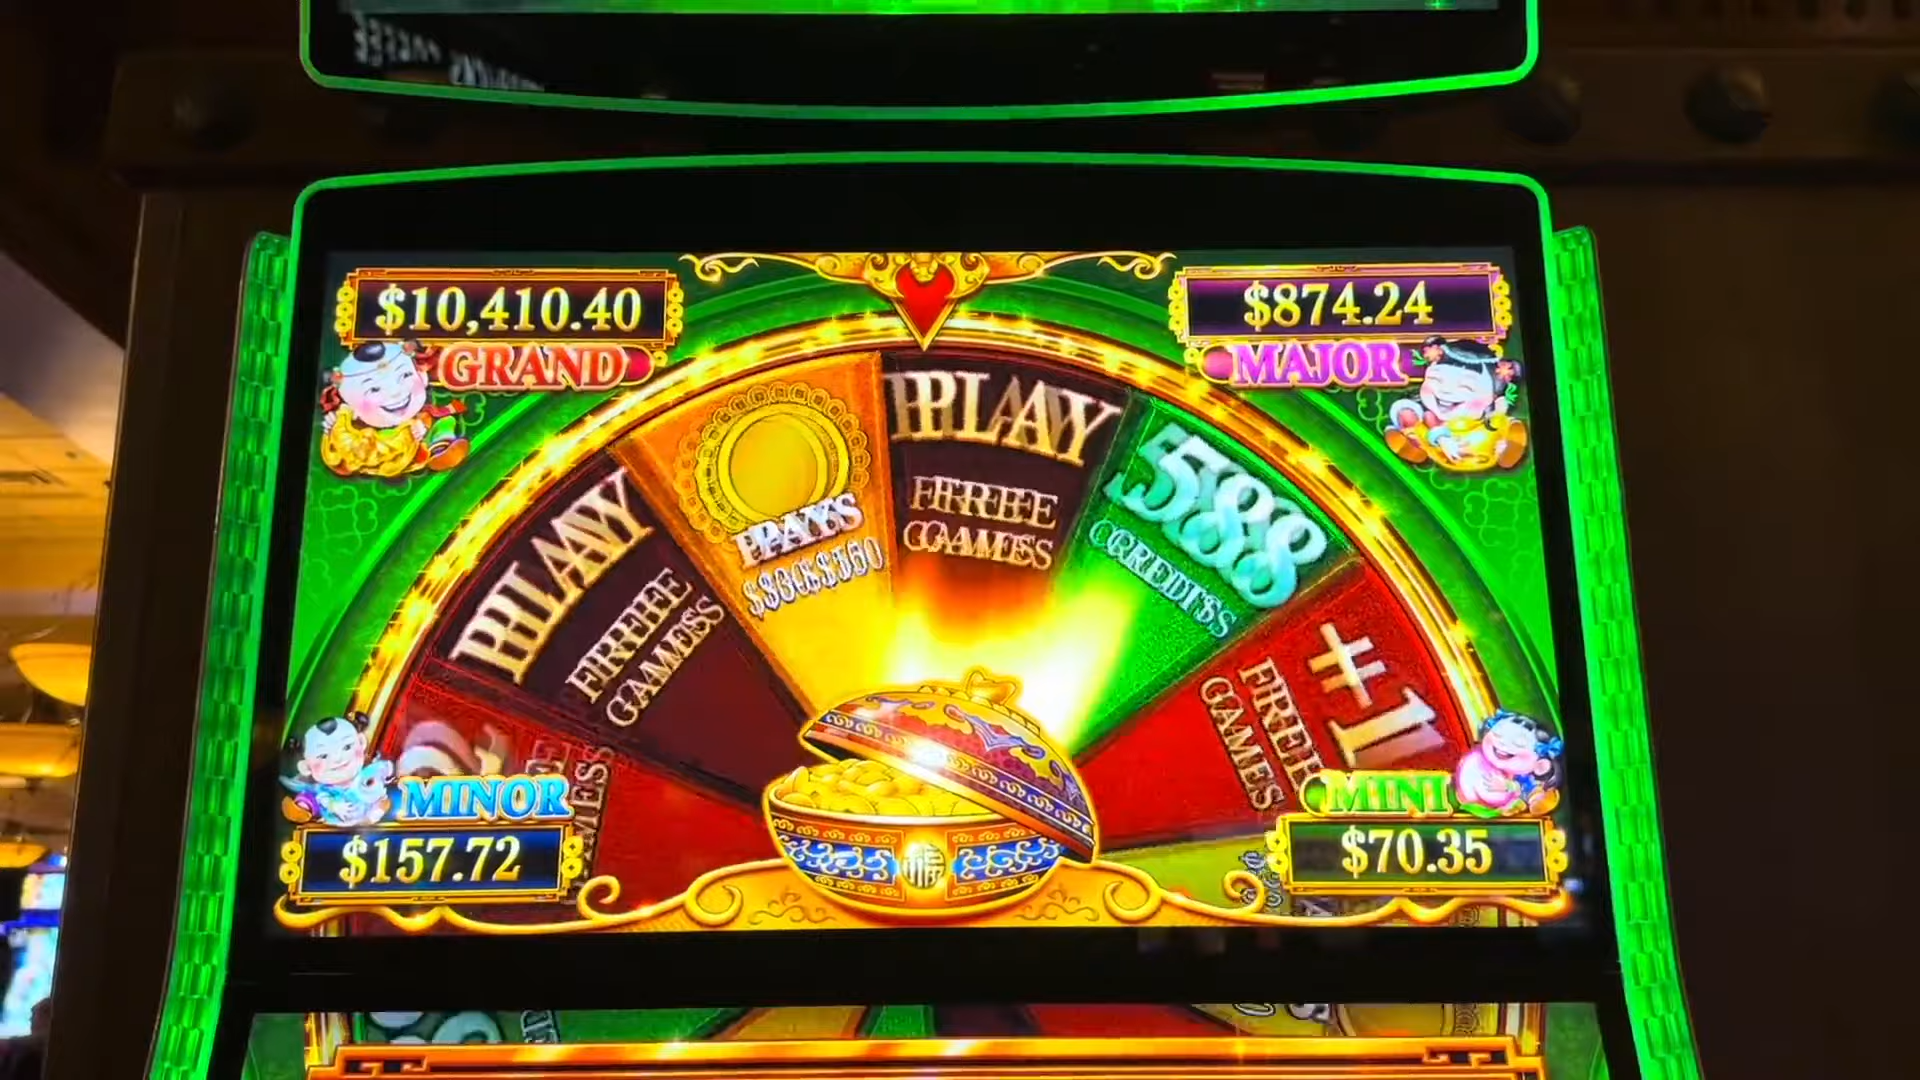 $10,410.40
GRAND
$874.24
MAJOR
PLAY
FREE
GAMES
PAYS
PLAY
FREE
GAMES
588
CREDITS
#1
FREE
GAMES
MINOR
$157.72
MINI
$70.35
福